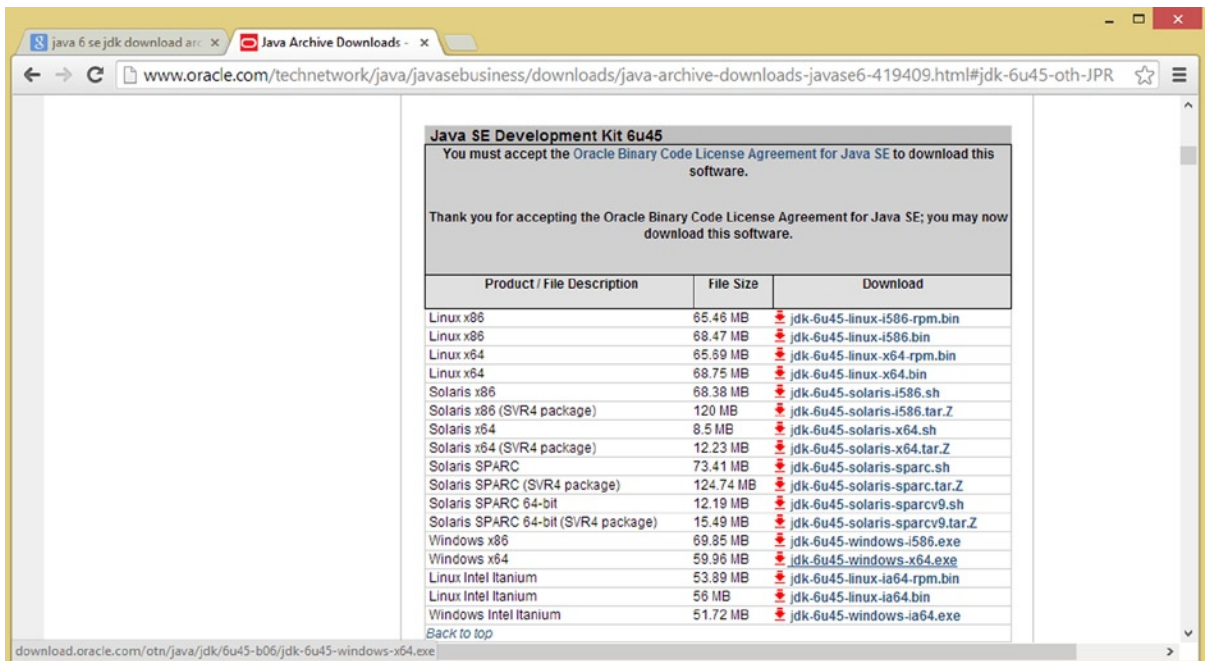 java 6 se jdk download arc
Java Archive Downloads -
www.oracle.com/technetwork/java/javasebusiness/downloads/java-archive-downloads-javase6-419409.html#jdk-6u45-oth-JPR
Java SE Development Kit 6u45
You must accept the Oracle Binary Code License Agreement for Java SE to download this
software.
Thank you for accepting the Oracle Binary Code License Agreement for Java SE; you may now
download this software.
Product / File Description File Size Download
Linux x86 65.46 MB jdk-6u45-linux-i586-rpm.bin
Linux x86 68.47 MB jdk-6u45-linux-i586.bin
Linux x64 65.69 MB jdk-6u45-linux-x64-rpm.bin
Linux x64 68.75 MB jdk-6u45-linux-x64.bin
Solaris x86 68.38 MB jdk-6u45-solaris-i586.sh
Solaris x86 (SVR4 package) 120 MB jdk-6u45-solaris-i586.tar.Z
Solaris x64 8.5 MB jdk-6u45-solaris-x64.sh
Solaris x64 (SVR4 package) 12.23 MB jdk-6u45-solaris-x64.tar.Z
Solaris SPARC 73.41 MB jdk-6u45-solaris-sparc.sh
Solaris SPARC (SVR4 package) 124.74 MB jdk-6u45-solaris-sparc.tar.Z
Solaris SPARC 64-bit 12.19 MB jdk-6u45-solaris-sparcv9.sh
Solaris SPARC 64-bit (SVR4 package) 15.49 MB jdk-6u45-solaris-sparcv9.tar.Z
Windows x86 69.85 MB jdk-6u45-windows-i586.exe
Windows x64 59.96 MB jdk-6u45-windows-x64.exe
Linux Intel Itanium 53.89 MB jdk-6u45-linux-ia64-rpm.bin
Linux Intel Itanium 56 MB jdk-6u45-linux-ia64.bin
Windows Intel Itanium 51.72 MB jdk-6u45-windows-ia64.exe
Back to top
download.oracle.com/otn/java/jdk/6u45-b06/jdk-6u45-windows-x64.exe